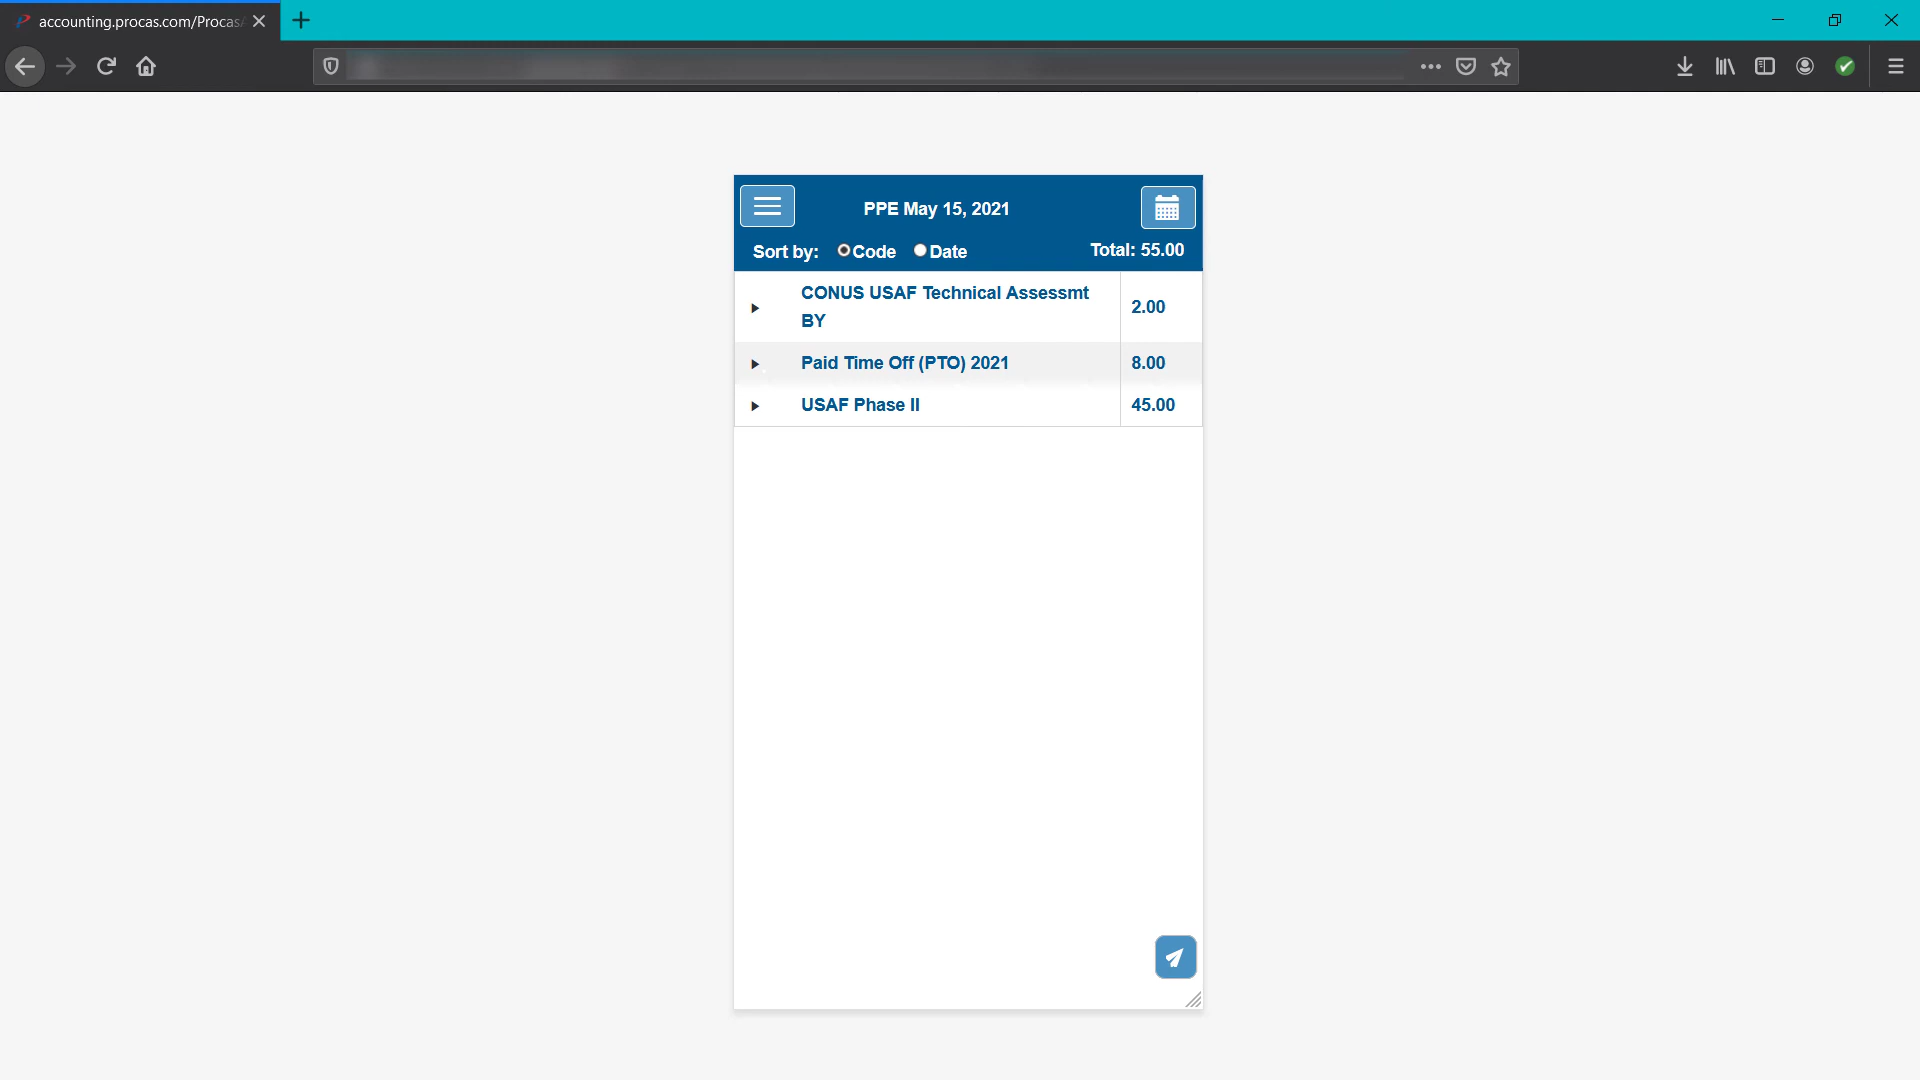 accounting.procas.com/Procas
PPE May 15, 2021
Sort by: Code Date Total: 55.00
CONUS USAF Technical Assessmt
BY
2.00
Paid Time Off (PTO) 2021 8.00
USAF Phase II 45.00